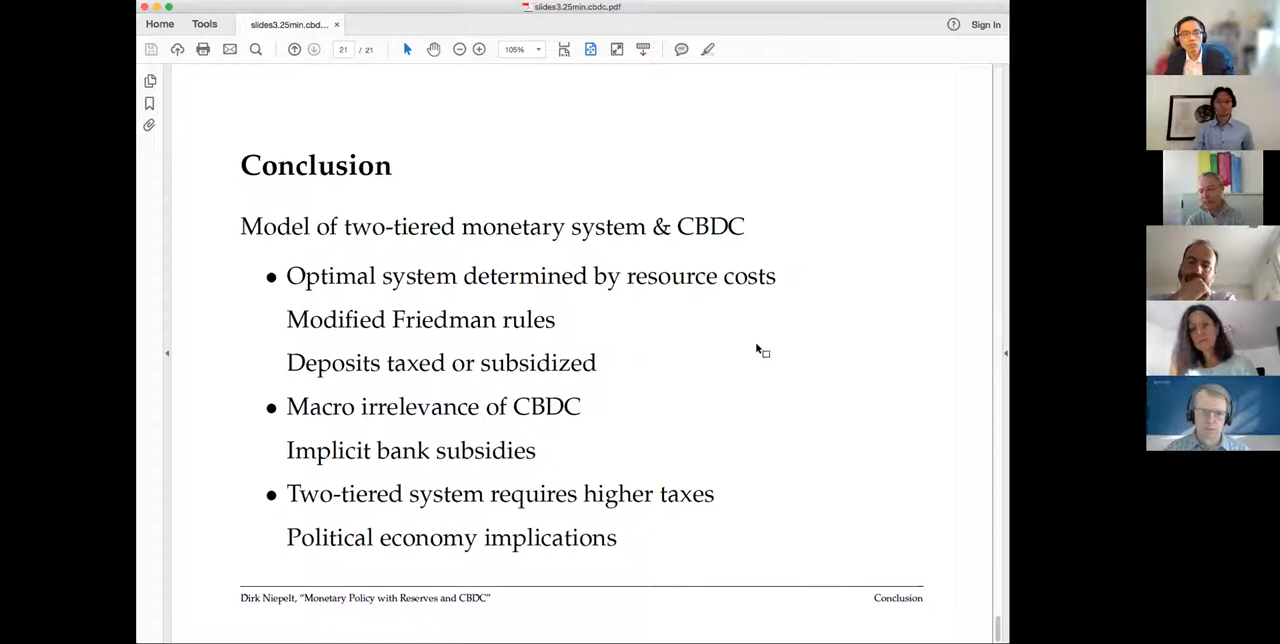 slides3.25min.cbdc.pdf
Home Tools slides3.25min.cbd... × ? Sign In
21 / 21 105%
Conclusion
Model of two-tiered monetary system & CBDC
● Optimal system determined by resource costs
Modified Friedman rules
Deposits taxed or subsidized
● Macro irrelevance of CBDC
Implicit bank subsidies
● Two-tiered system requires higher taxes
Political economy implications
Dirk Niepelt, “Monetary Policy with Reserves and CBDC” Conclusion